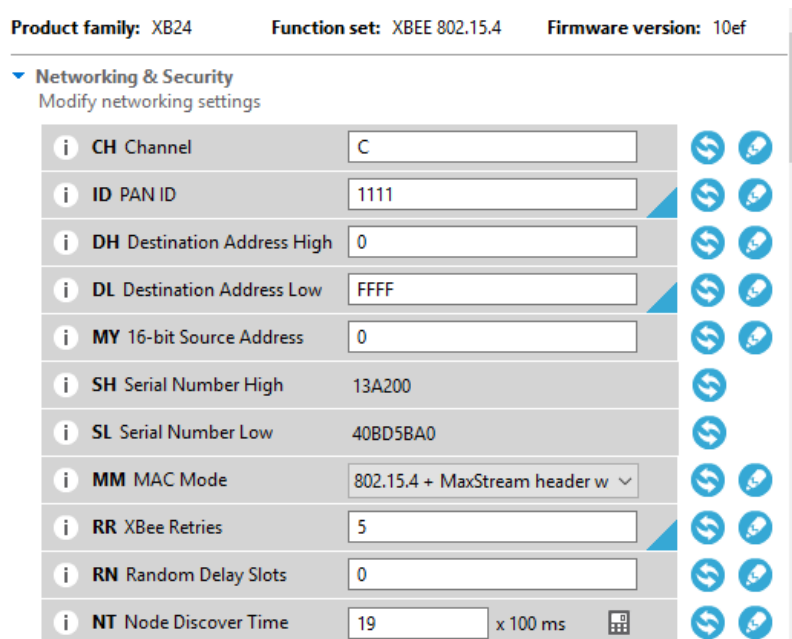 Product family: XB24 Function set: XBEE 802.15.4 Firmware version: 10ef
Networking & Security
Modify networking settings
i CH Channel C
i ID PAN ID 1111
i DH Destination Address High 0
i DL Destination Address Low FFFF
i MY 16-bit Source Address 0
i SH Serial Number High 13A200
i SL Serial Number Low 40BD5BA0
i MM MAC Mode 802.15.4 + MaxStream header w
i RR XBee Retries 5
i RN Random Delay Slots 0
i NT Node Discover Time 19 x 100 ms